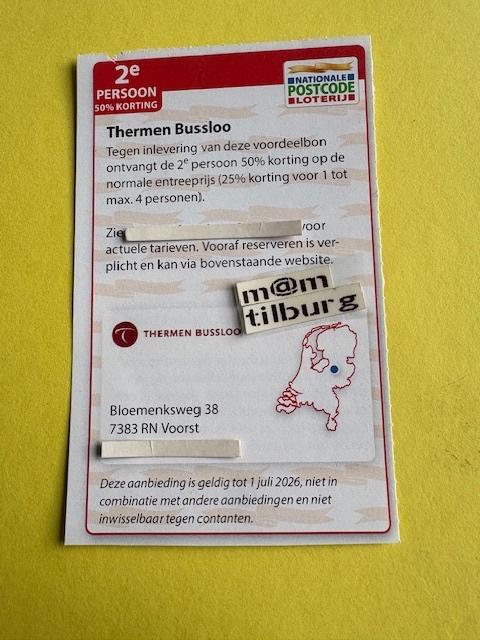 2e
PERSOON
50% KORTING
NATIONALE
POSTCODE
LOTERIJ
Thermen Bussloo
Tegen inlevering van deze voordeelbon
ontvangt de 2e persoon 50% korting op de
normale entreeprijs (25% korting voor 1 tot
max. 4 personen).
Zie voor
actuele tarieven. Vooraf reserveren is ver-
plicht en kan via bovenstaande website.
m@m
tilburg
THERMEN BUSSLOO
Bloemenksweg 38
7383 RN Voorst
Deze aanbieding is geldig tot 1 juli 2026, niet in
combinatie met andere aanbiedingen en niet
inwisselbaar tegen contanten.